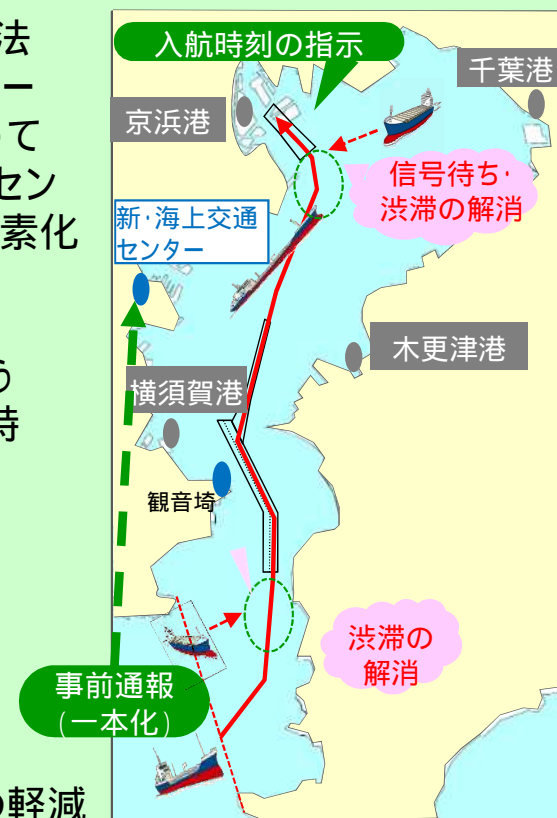 法
ー
って
セン
素化
う
時
の軽減
入航時刻の指示
千葉港
京浜港
信号待ち・
渋滞の解消
新・海上交通
センター
木更津港
横須賀港
観音埼
渋滞の
解消
事前通報
(一本化)